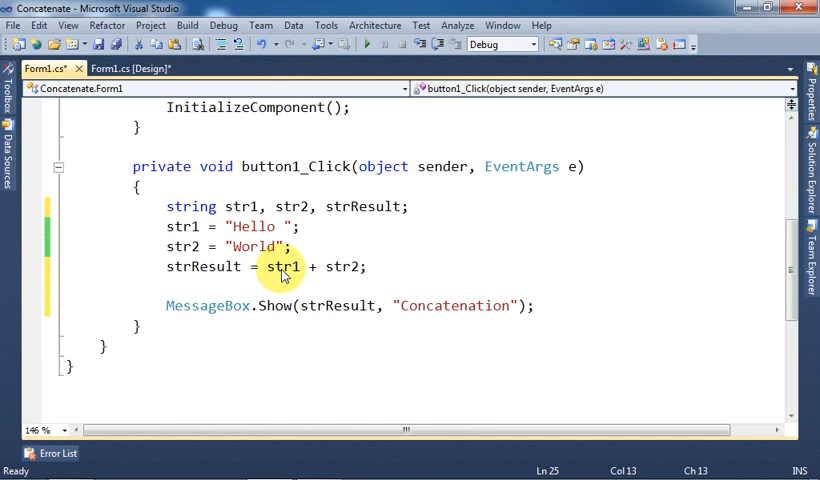 Concatenate - Microsoft Visual Studio
File Edit View Refactor Project Build Debug Team Data Tools Architecture Test Analyze Window Help
Debug
Form1.cs* Form1.cs [Design]*
Concatenate.Form1 button1_Click(object sender, EventArgs e)
InitializeComponent();
}
private void button1_Click(object sender, EventArgs e)
{
string str1, str2, strResult;
str1 = "Hello ";
str2 = "World";
strResult = str1 + str2;
MessageBox.Show(strResult, "Concatenation");
}
}
}
Toolbox
Data Sources
Properties
Solution Explorer
Team Explorer
146 %
Error List
Ready Ln 25 Col 13 Ch 13 INS